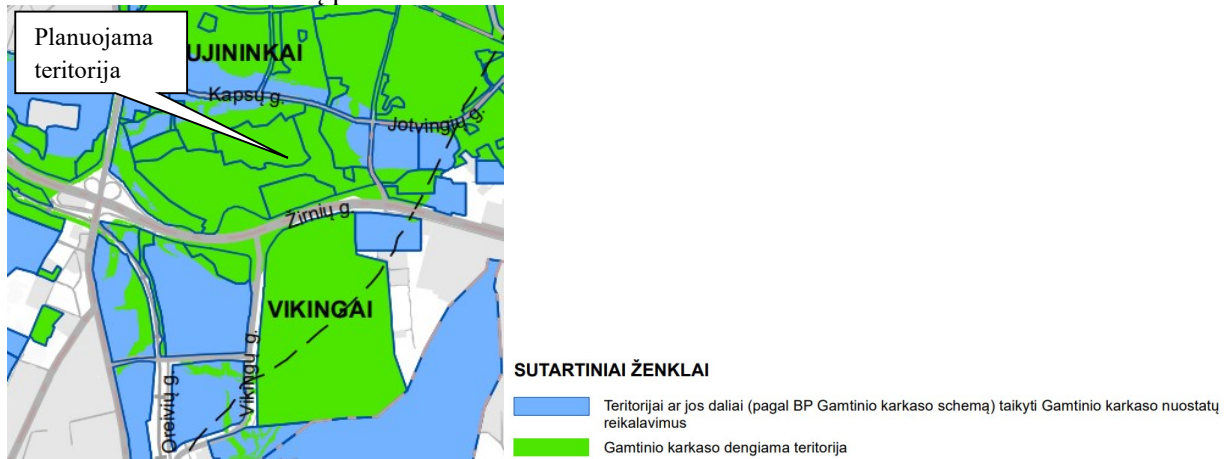 Planuojama
teritorija
UJININKAI
Kapsų g.
Jotvingių g.
Žirnių g.
VIKINGAI
Vikingų g.
Oreivių g.
SUTARTINIAI ŽENKLAI
Teritorijai ar jos daliai (pagal BP Gamtinio karkaso schemą) taikyti Gamtinio karkaso nuostatų
reikalavimus
Gamtinio karkaso dengiama teritorija